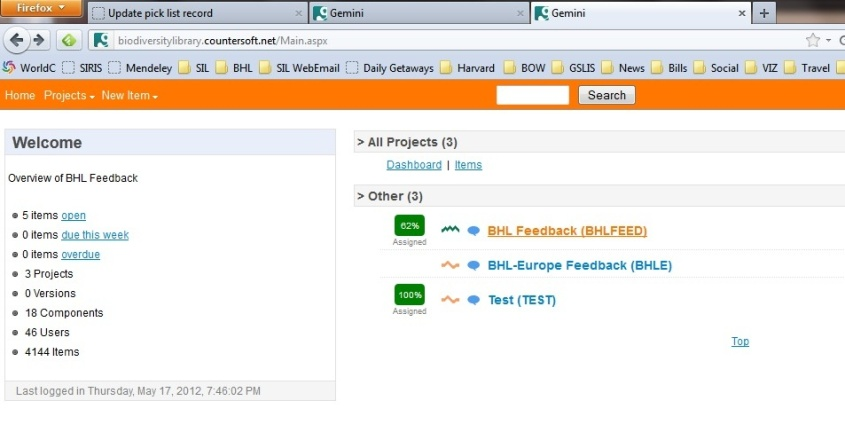 Firefox
Update pick list record
Gemini
Gemini
biodiversitylibrary.countersoft.net/Main.aspx
WorldC SIRIS Mendeley SIL BHL SIL WebEmail Daily Getaways Harvard BOW GSLIS News Bills Social VIZ Travel
Home Projects New Item Search
Welcome
Overview of BHL Feedback
5 items open
0 items due this week
0 items overdue
3 Projects
0 Versions
18 Components
46 Users
4144 Items
Last logged in Thursday, May 17, 2012, 7:46:02 PM
> All Projects (3)
Dashboard | Items
> Other (3)
62%
Assigned
BHL Feedback (BHLFEED)
BHL-Europe Feedback (BHLE)
100%
Assigned
Test (TEST)
Top